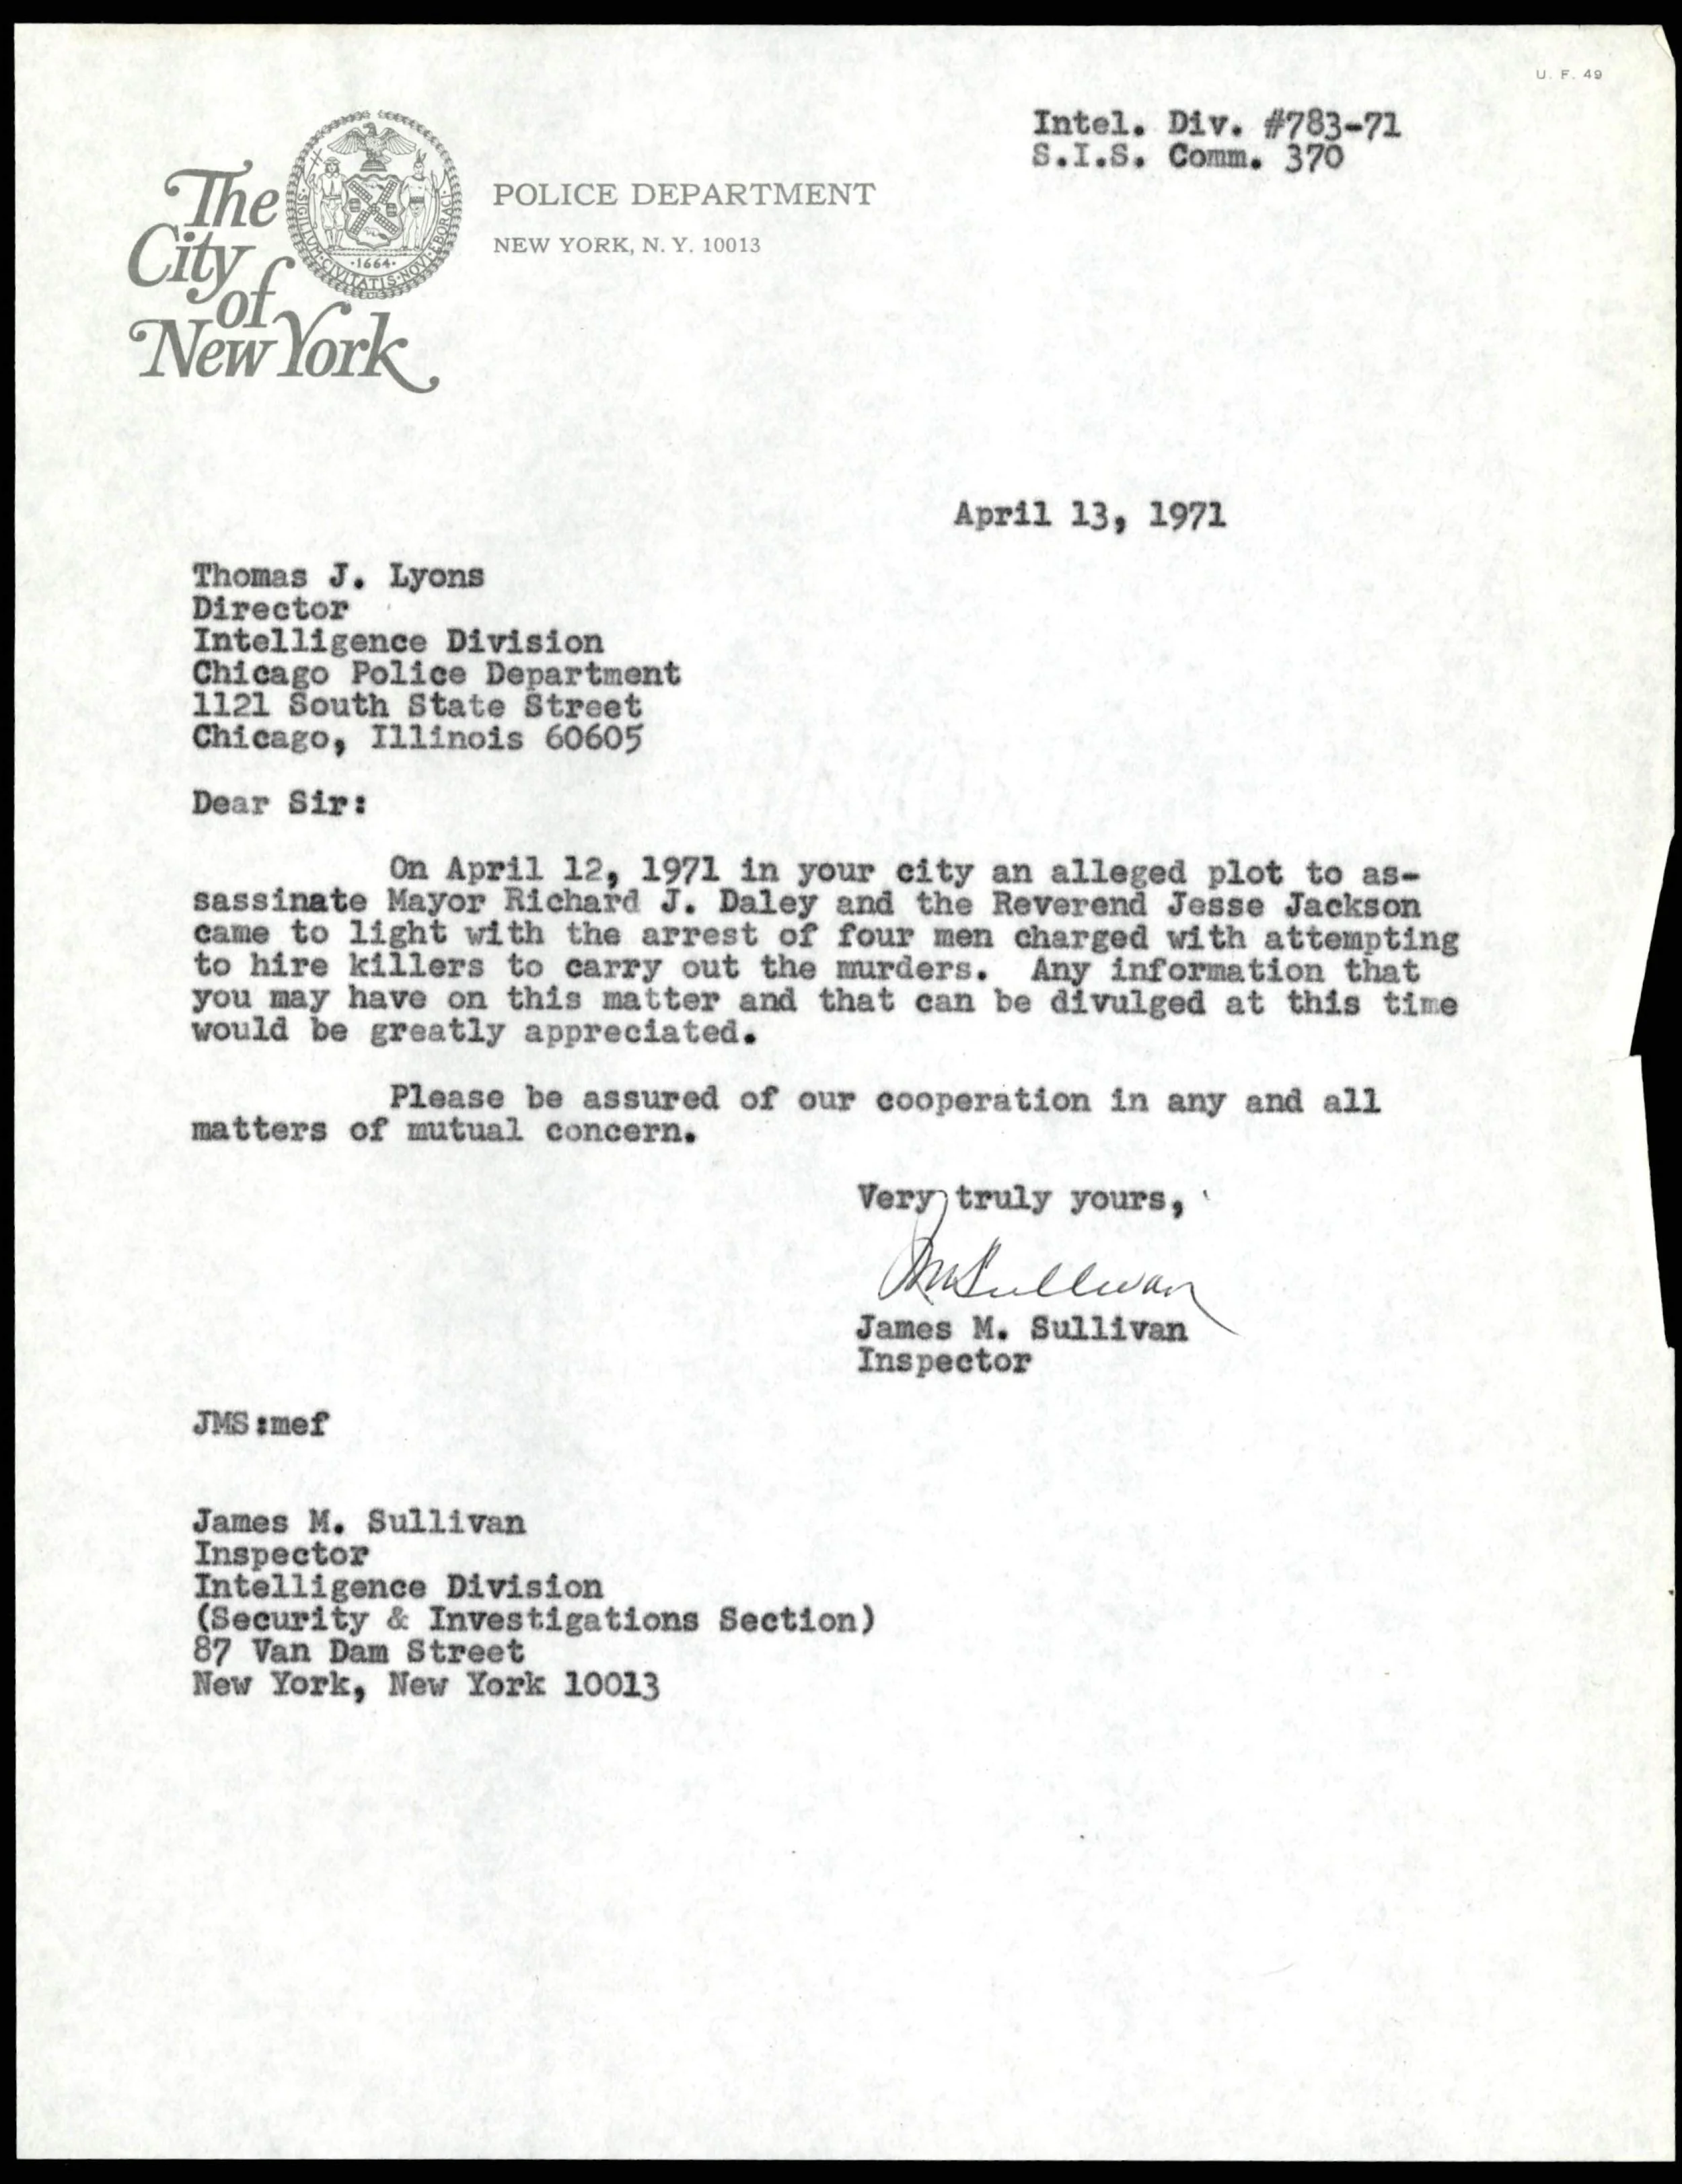 U. F. 49
Intel. Div. #783-71
S.I.S. Comm. 370
The
City
of
New York
SIGILLUM·CIVITATIS·NOVI·EBORACI
·1664·
POLICE DEPARTMENT
NEW YORK, N. Y. 10013
April 13, 1971
Thomas J. Lyons
Director
Intelligence Division
Chicago Police Department
1121 South State Street
Chicago, Illinois 60605
Dear Sir:
On April 12, 1971 in your city an alleged plot to as-
sassinate Mayor Richard J. Daley and the Reverend Jesse Jackson
came to light with the arrest of four men charged with attempting
to hire killers to carry out the murders. Any information that
you may have on this matter and that can be divulged at this time
would be greatly appreciated.
Please be assured of our cooperation in any and all
matters of mutual concern.
Very truly yours,
JMSullivan
James M. Sullivan
Inspector
JMS:mef
James M. Sullivan
Inspector
Intelligence Division
(Security & Investigations Section)
87 Van Dam Street
New York, New York 10013